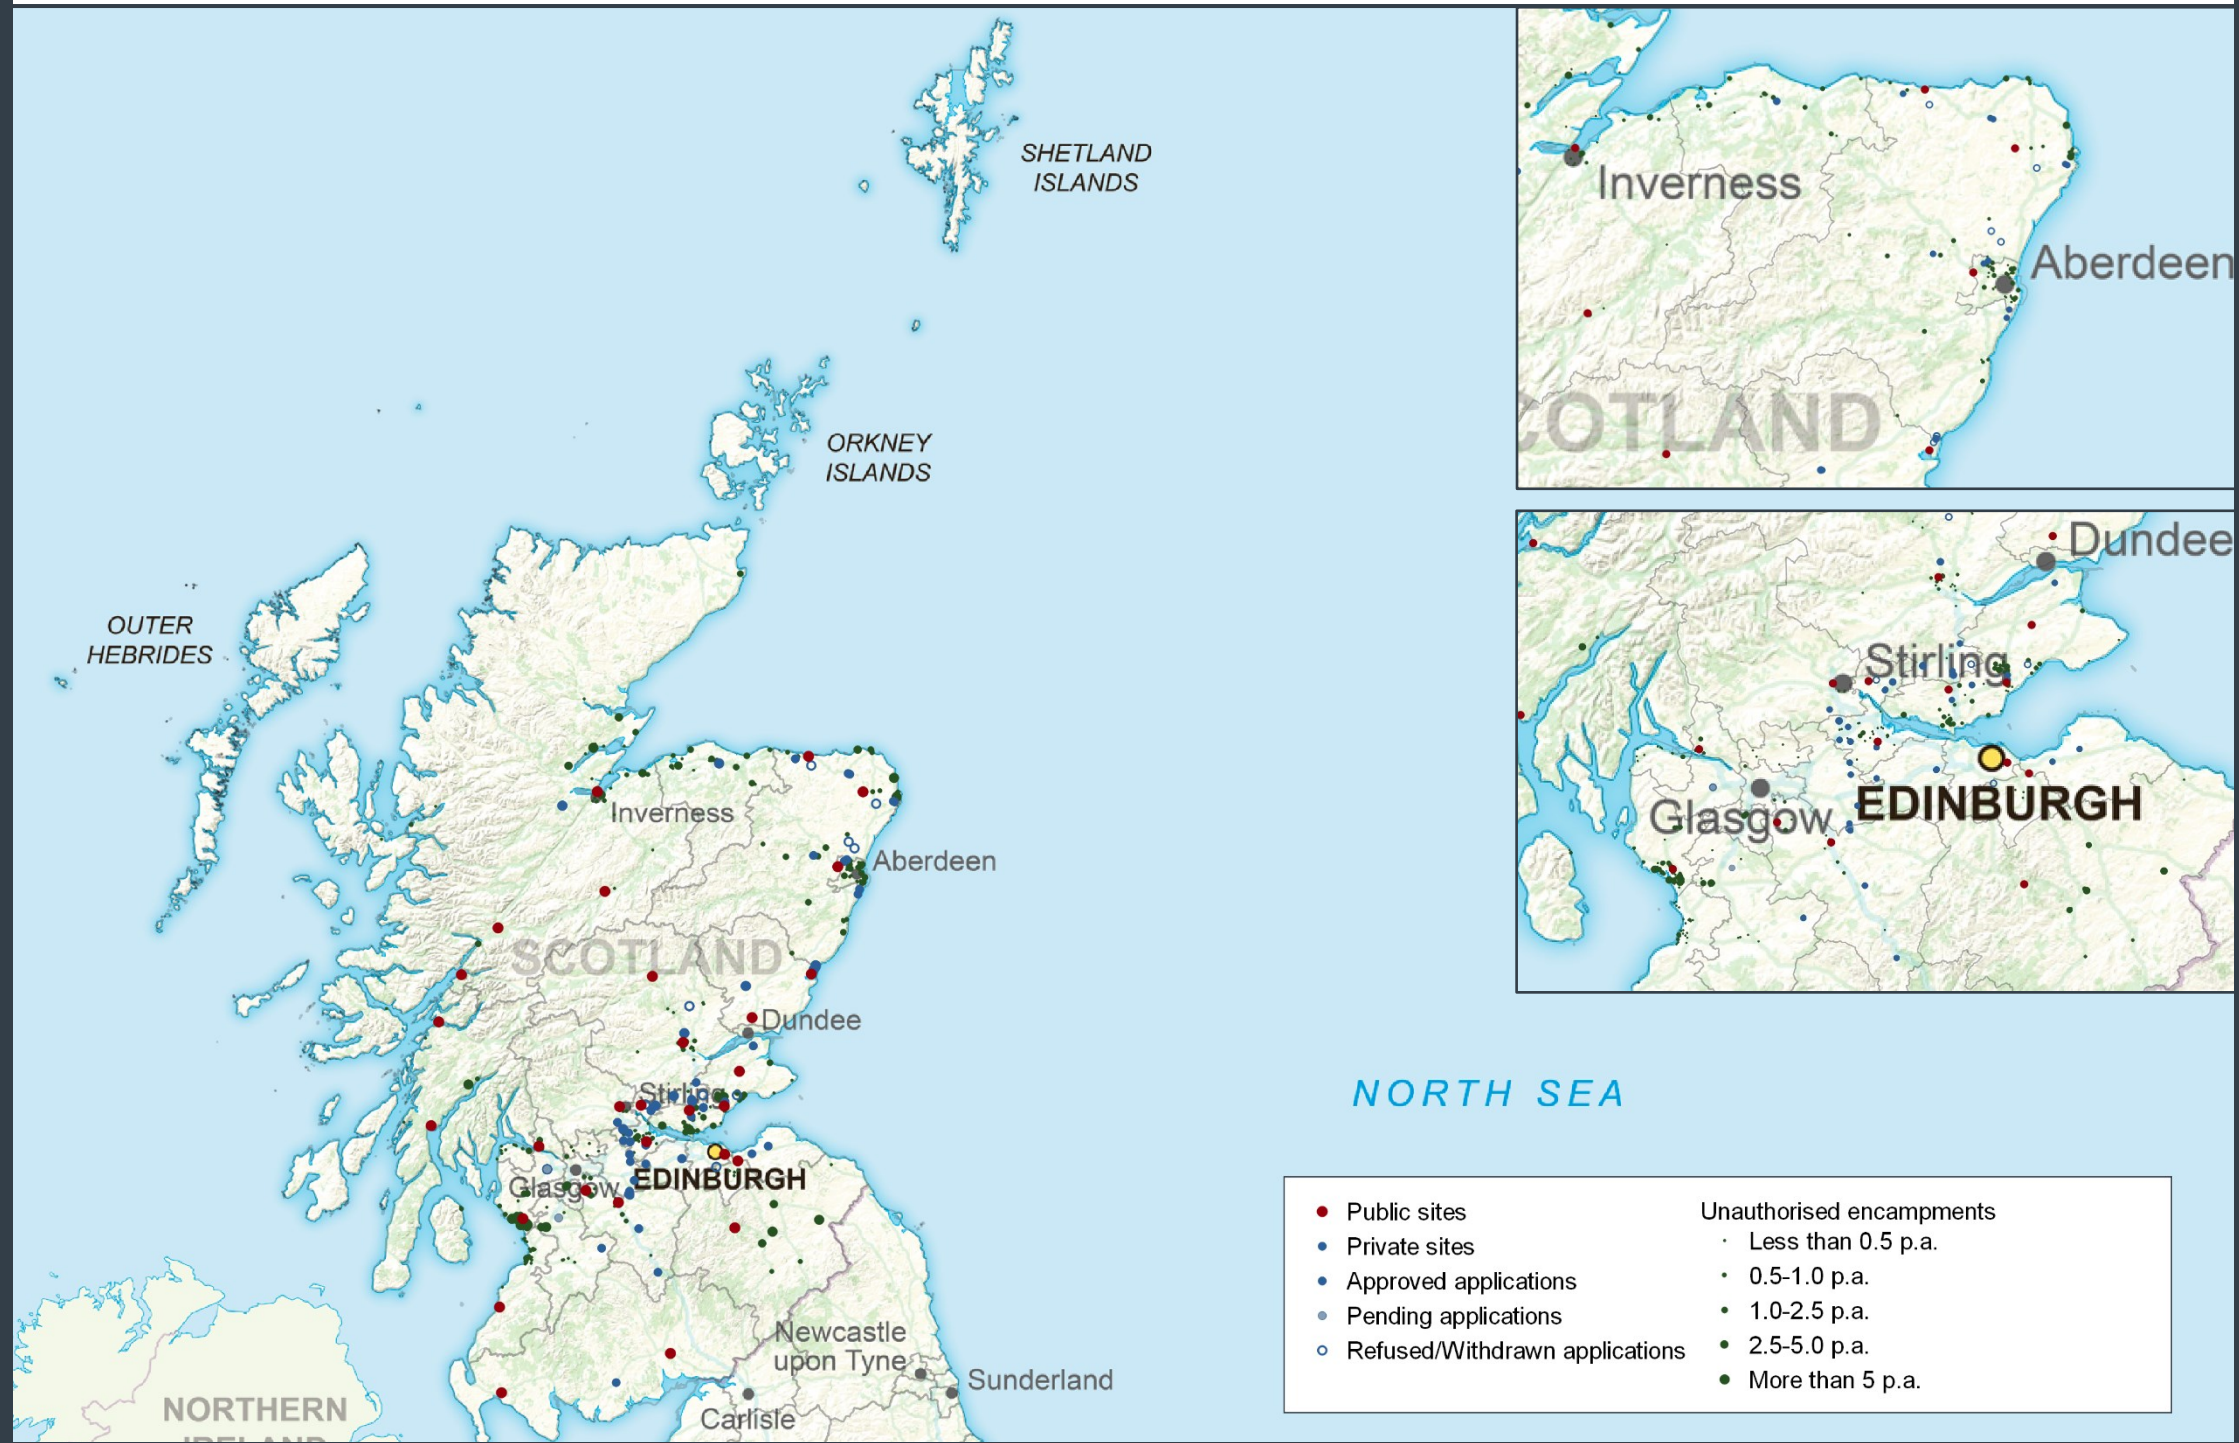 SHETLAND
ISLANDS
ORKNEY
ISLANDS
OUTER
HEBRIDES
Inverness
Aberdeen
SCOTLAND
Dundee
Stirling
EDINBURGH
Glasgow
Newcastle
upon Tyne
Sunderland
Carlisle
NORTHERN
IRELAND
Inverness
Aberdeen
COTLAND
Dundee
Stirling
EDINBURGH
Glasgow
NORTH SEA
Public sites
Private sites
Approved applications
Pending applications
Refused/Withdrawn applications
Unauthorised encampments
Less than 0.5 p.a.
0.5-1.0 p.a.
1.0-2.5 p.a.
2.5-5.0 p.a.
More than 5 p.a.